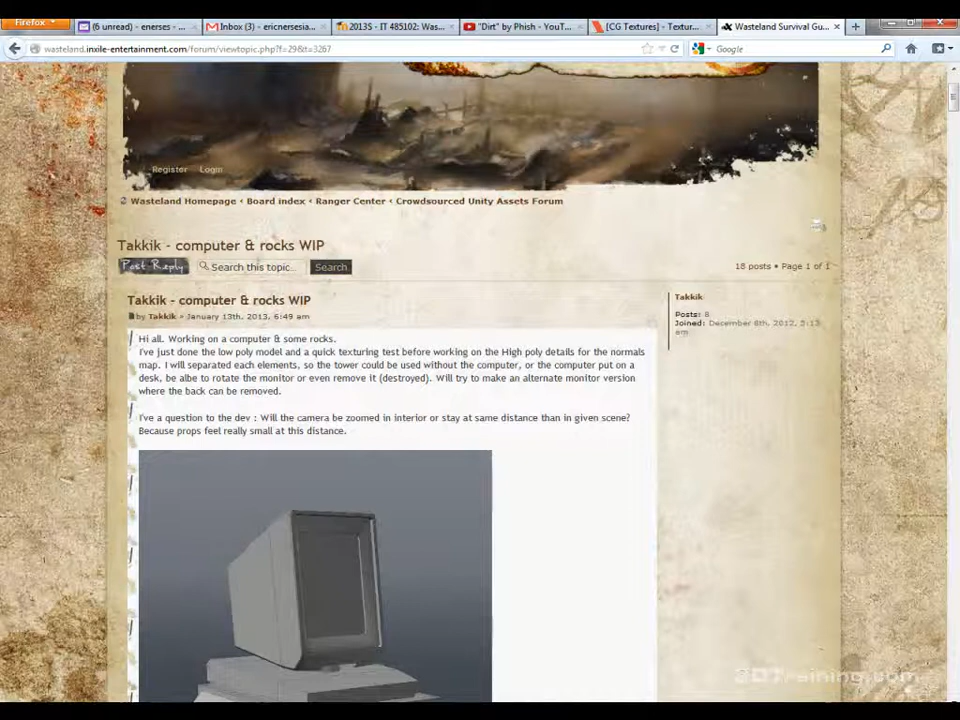 Firefox
(6 unread) - enerses - ...
Inbox (3) - ericnersesia...
2013S - IT 485102: Was...
"Dirt" by Phish - YouT...
[CG Textures] - Textur...
Wasteland Survival Gu...
wasteland.inxile-entertainment.com/forum/viewtopic.php?f=29&t=3267
Google
Register Login
Wasteland Homepage ‹ Board index ‹ Ranger Center ‹ Crowdsourced Unity Assets Forum
Takkik - computer & rocks WIP
Post Reply
Search this topic...
Search
18 posts • Page 1 of 1
Takkik - computer & rocks WIP
by Takkik » January 13th, 2013, 6:49 am
Takkik
Posts: 8
Joined: December 6th, 2012, 5:13
am
Hi all. Working on a computer & some rocks.
I've just done the low poly model and a quick texturing test before working on the High poly details for the normals
map. I will separated each elements, so the tower could be used without the computer, or the computer put on a
desk, be albe to rotate the monitor or even remove it (destroyed). Will try to make an alternate monitor version
where the back can be removed.
I've a question to the dev : Will the camera be zoomed in interior or stay at same distance than in given scene?
Because props feel really small at this distance.